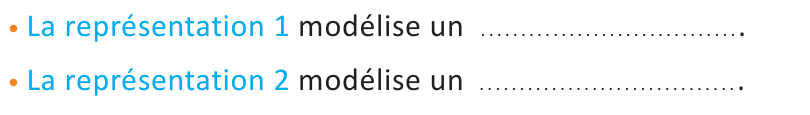 • La représentation 1 modélise un ................................
• La représentation 2 modélise un ................................